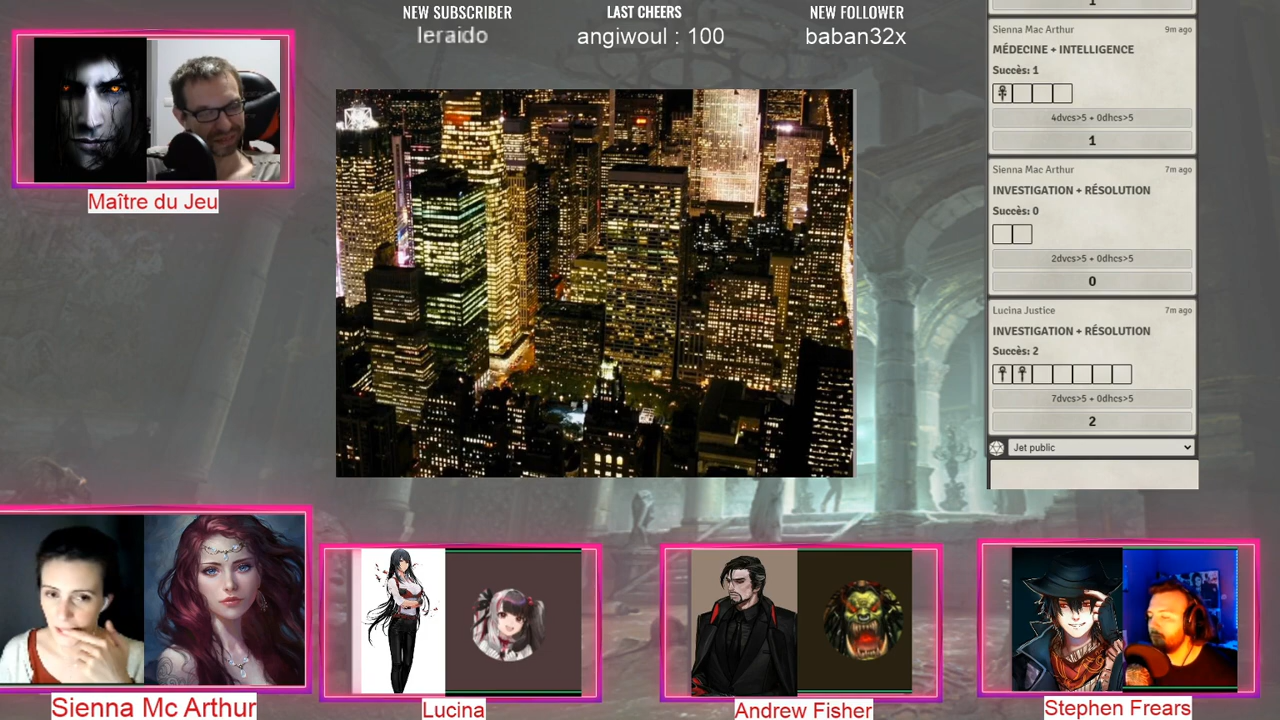 NEW SUBSCRIBER
leraido
LAST CHEERS
angiwoul : 100
NEW FOLLOWER
baban32x
Maître du Jeu
1
Sienna Mac Arthur 9m ago
MÉDECINE + INTELLIGENCE
Succès: 1
4dvcs>5 + 0dhcs>5
1
Sienna Mac Arthur 7m ago
INVESTIGATION + RÉSOLUTION
Succès: 0
2dvcs>5 + 0dhcs>5
0
Lucina Justice 7m ago
INVESTIGATION + RÉSOLUTION
Succès: 2
7dvcs>5 + 0dhcs>5
2
Jet public
Sienna Mc Arthur
Lucina
Andrew Fisher
Stephen Frears